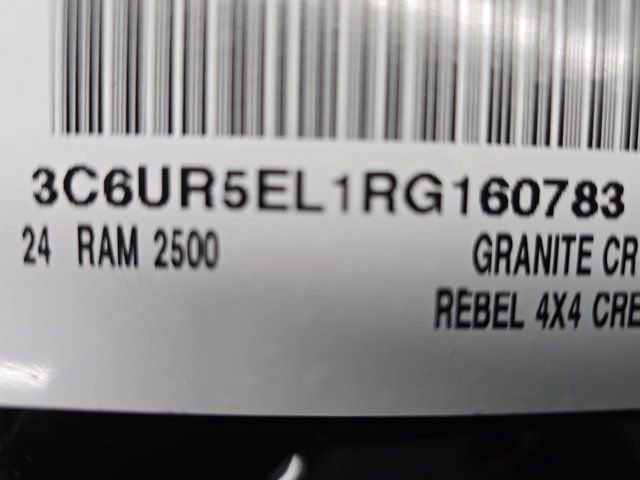 3C6UR5EL1RG160783
24 RAM 2500 GRANITE CR
REBEL 4X4 CRE